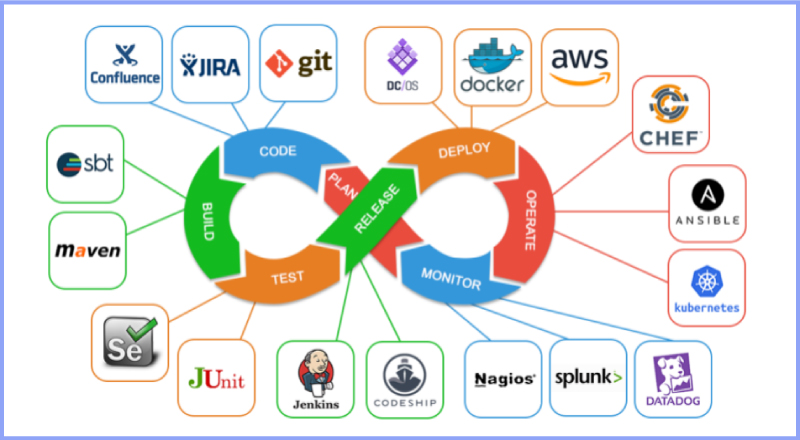 Confluence
JIRA
git
DC/OS
docker
aws
CHEF
sbt
CODE
DEPLOY
PLAN
RELEASE
BUILD
OPERATE
ANSIBLE
maven
TEST
MONITOR
kubernetes
Se
JUnit
Jenkins
CODESHIP
Nagios®
splunk>
DATADOG